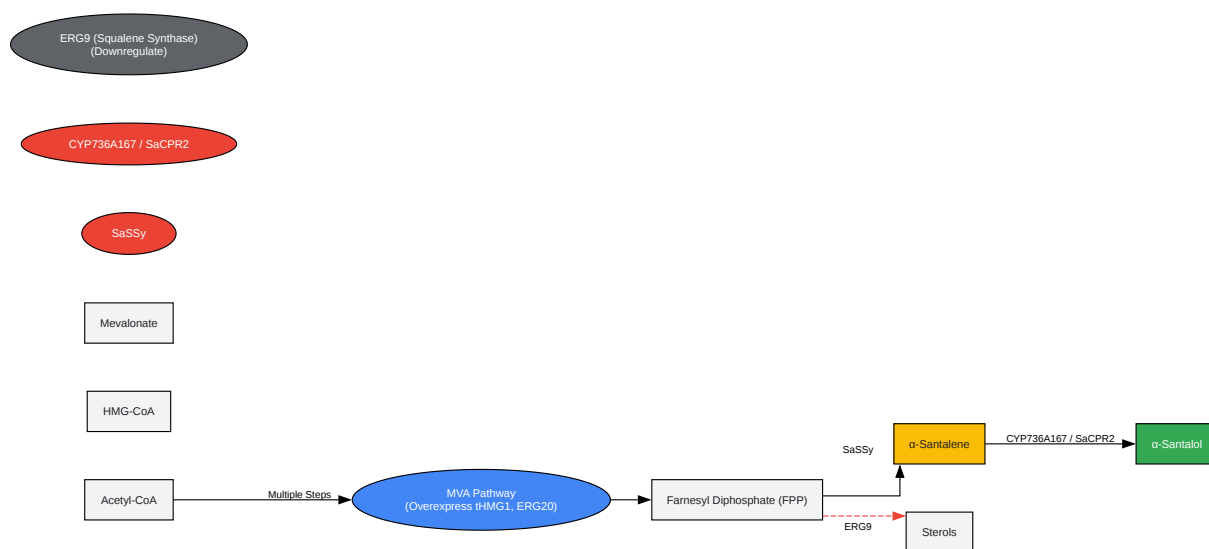 ERG9 (Squalene Synthase)
(Downregulate)
CYP736A167 / SaCPR2
SaSSy
Mevalonate
HMG-CoA
Acetyl-CoA
Multiple Steps
MVA Pathway
(Overexpress tHMG1, ERG20)
Farnesyl Diphosphate (FPP)
SaSSy
α-Santalene
CYP736A167 / SaCPR2
α-Santalol
ERG9
Sterols